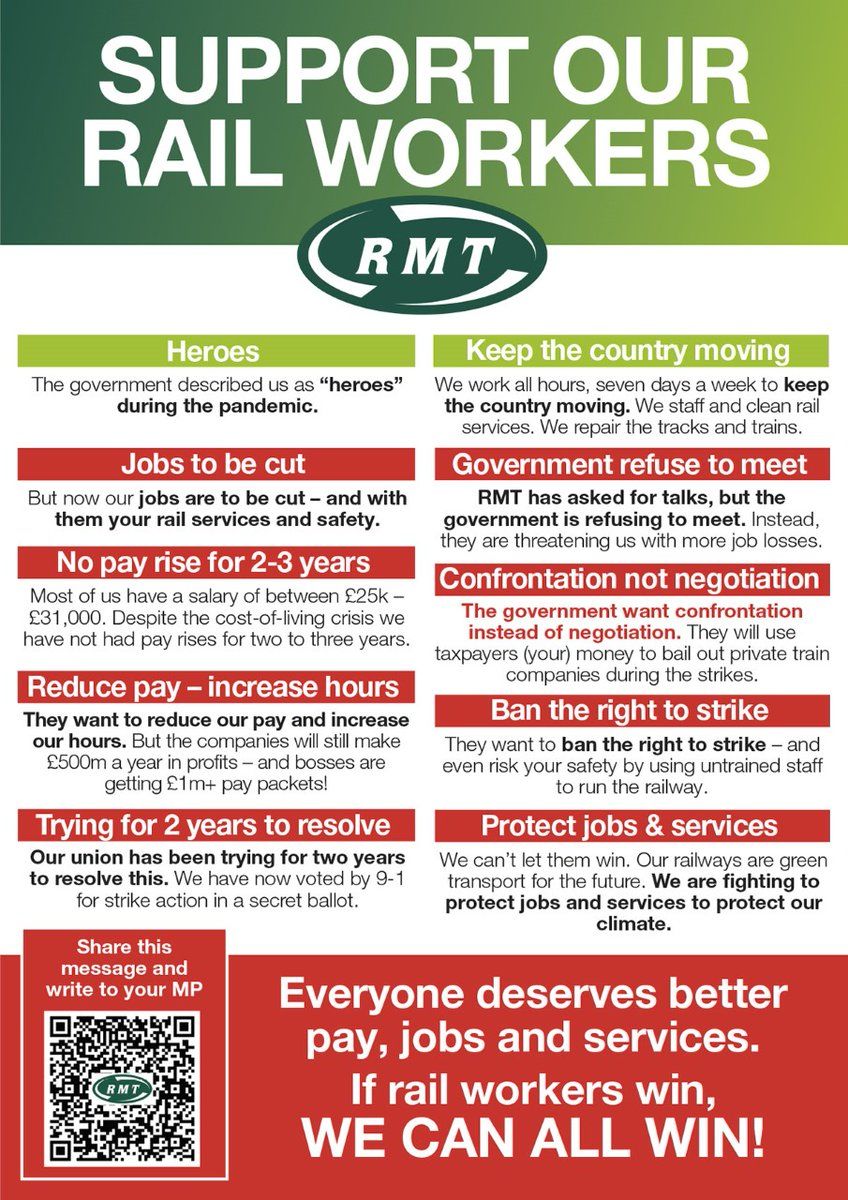 SUPPORT OUR
RAIL WORKERS
RMT
Heroes
The government described us as “heroes”
during the pandemic.
Jobs to be cut
But now our jobs are to be cut – and with
them your rail services and safety.
No pay rise for 2-3 years
Most of us have a salary of between £25k –
£31,000. Despite the cost-of-living crisis we
have not had pay rises for two to three years.
Reduce pay – increase hours
They want to reduce our pay and increase
our hours. But the companies will still make
£500m a year in profits – and bosses are
getting £1m+ pay packets!
Trying for 2 years to resolve
Our union has been trying for two years
to resolve this. We have now voted by 9-1
for strike action in a secret ballot.
Keep the country moving
We work all hours, seven days a week to keep
the country moving. We staff and clean rail
services. We repair the tracks and trains.
Government refuse to meet
RMT has asked for talks, but the
government is refusing to meet. Instead,
they are threatening us with more job losses.
Confrontation not negotiation
The government want confrontation
instead of negotiation. They will use
taxpayers (your) money to bail out private train
companies during the strikes.
Ban the right to strike
They want to ban the right to strike – and
even risk your safety by using untrained staff
to run the railway.
Protect jobs & services
We can’t let them win. Our railways are green
transport for the future. We are fighting to
protect jobs and services to protect our
climate.
Share this
message and
write to your MP
RMT
Everyone deserves better
pay, jobs and services.
If rail workers win,
WE CAN ALL WIN!